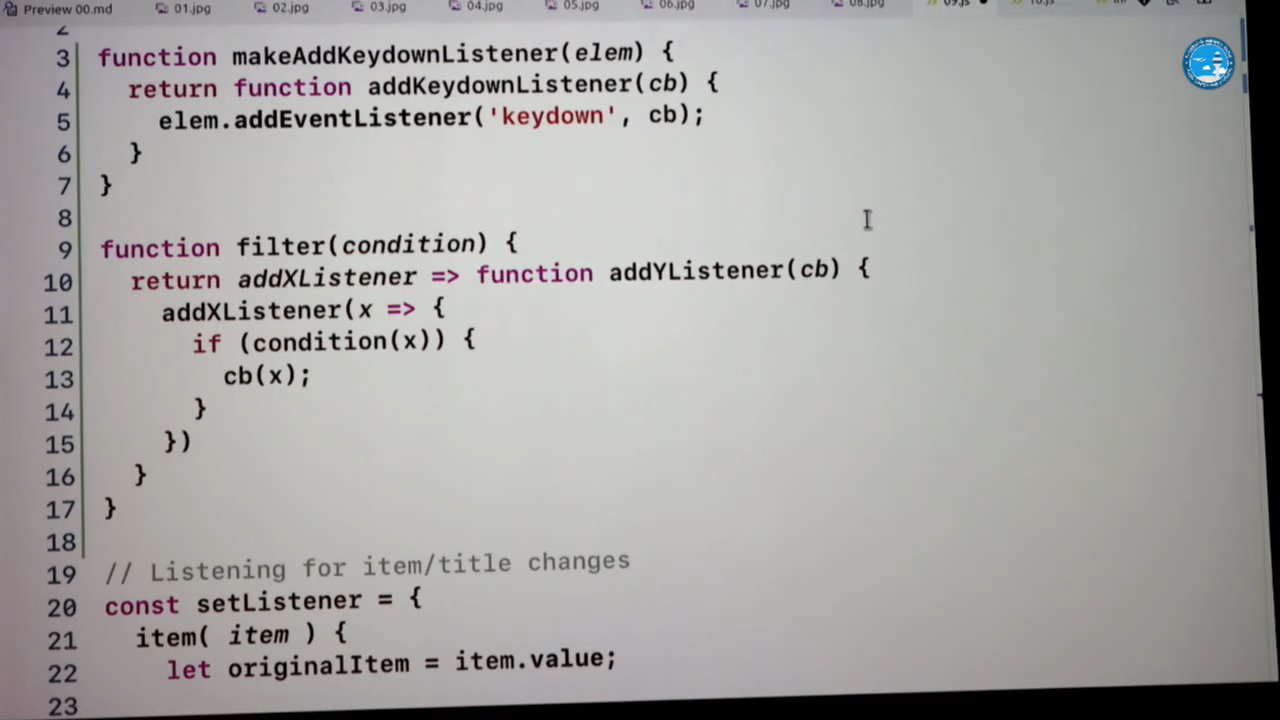 Preview 00.md 01.jpg 02.jpg 03.jpg 04.jpg 05.jpg 06.jpg 07.jpg 08.jpg 09.js
2
3 function makeAddKeydownListener(elem) {
4 return function addKeydownListener(cb) {
5 elem.addEventListener('keydown', cb);
6 }
7 }
8
9 function filter(condition) {
10 return addXListener => function addYListener(cb) {
11 addXListener(x => {
12 if (condition(x)) {
13 cb(x);
14 }
15 })
16 }
17 }
18
19 // Listening for item/title changes
20 const setListener = {
21 item( item ) {
22 let originalItem = item.value;
23